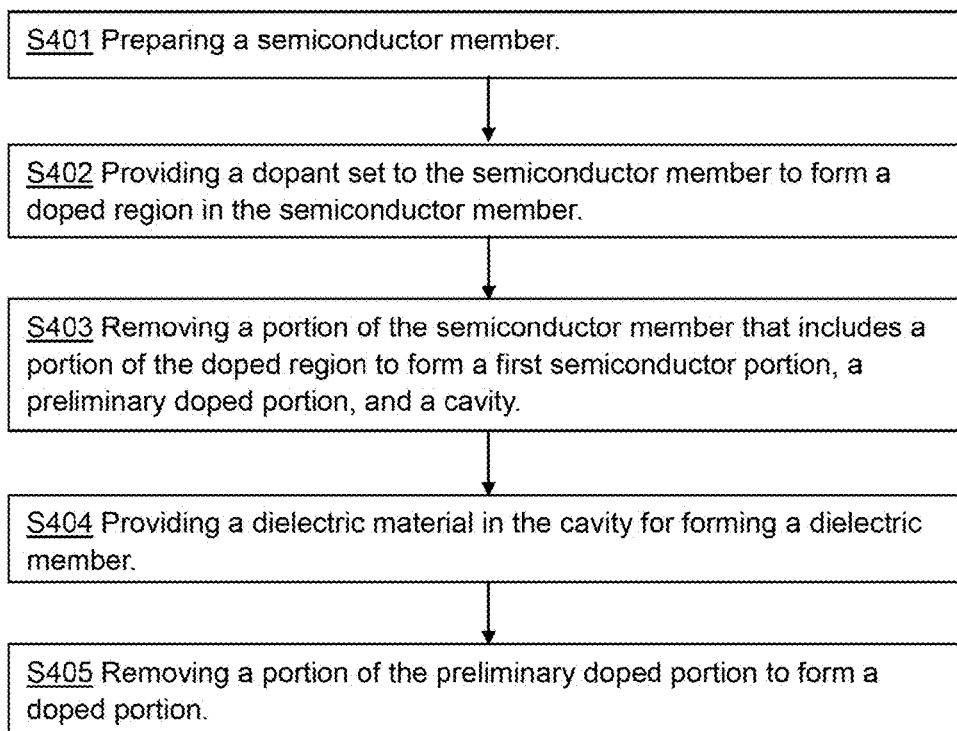 S401 Preparing a semiconductor member.
S402 Providing a dopant set to the semiconductor member to form a
doped region in the semiconductor member.
S403 Removing a portion of the semiconductor member that includes a
portion of the doped region to form a first semiconductor portion, a
preliminary doped portion, and a cavity.
S404 Providing a dielectric material in the cavity for forming a dielectric
member.
S405 Removing a portion of the preliminary doped portion to form a
doped portion.